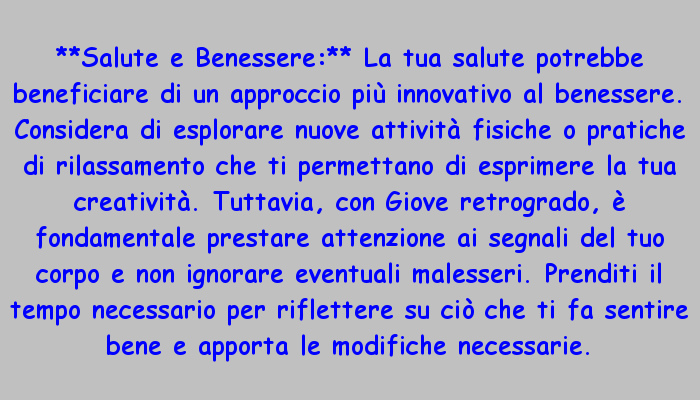 **Salute e Benessere:** La tua salute potrebbe
beneficiare di un approccio più innovativo al benessere.
Considera di esplorare nuove attività fisiche o pratiche
di rilassamento che ti permettano di esprimere la tua
creatività. Tuttavia, con Giove retrogrado, è
fondamentale prestare attenzione ai segnali del tuo
corpo e non ignorare eventuali malesseri. Prenditi il
tempo necessario per riflettere su ciò che ti fa sentire
bene e apporta le modifiche necessarie.